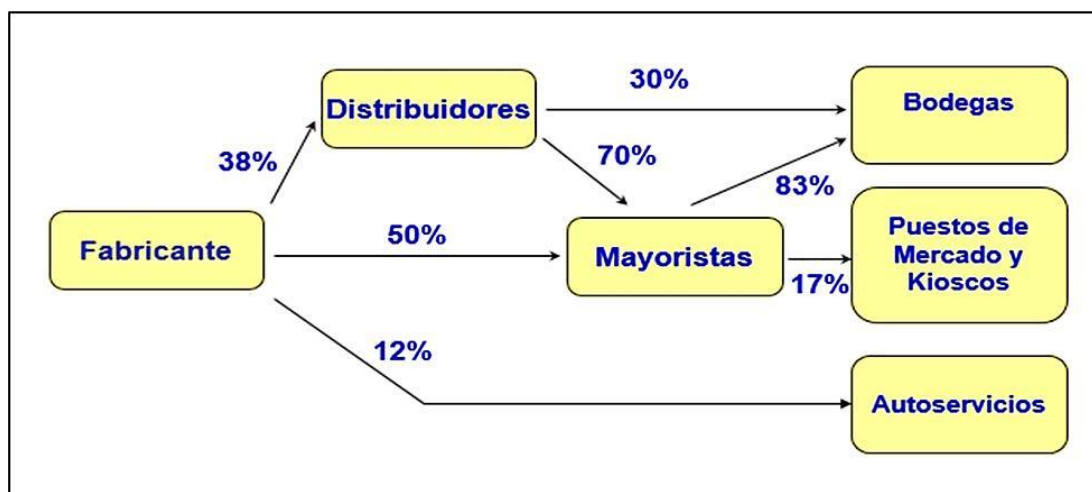 30%
Bodegas
Distribuidores
70%
38%
83%
Fabricante
50%
Mayoristas
Puestos de
Mercado y
Kioscos
17%
12%
Autoservicios